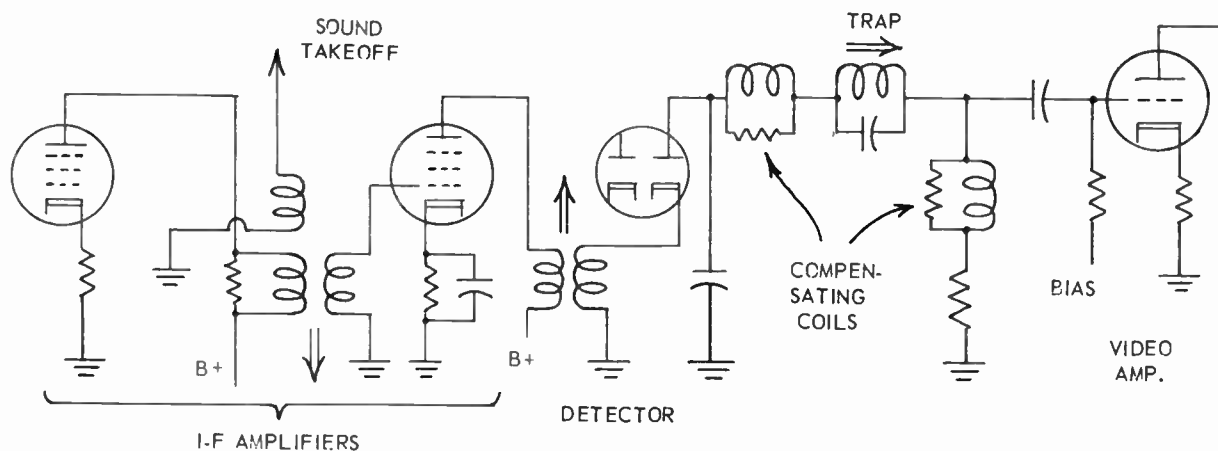 SOUND
TAKEOFF
TRAP
COMPEN-
SATING
COILS
BIAS
B+
B+
VIDEO
AMP.
DETECTOR
I-F AMPLIFIERS